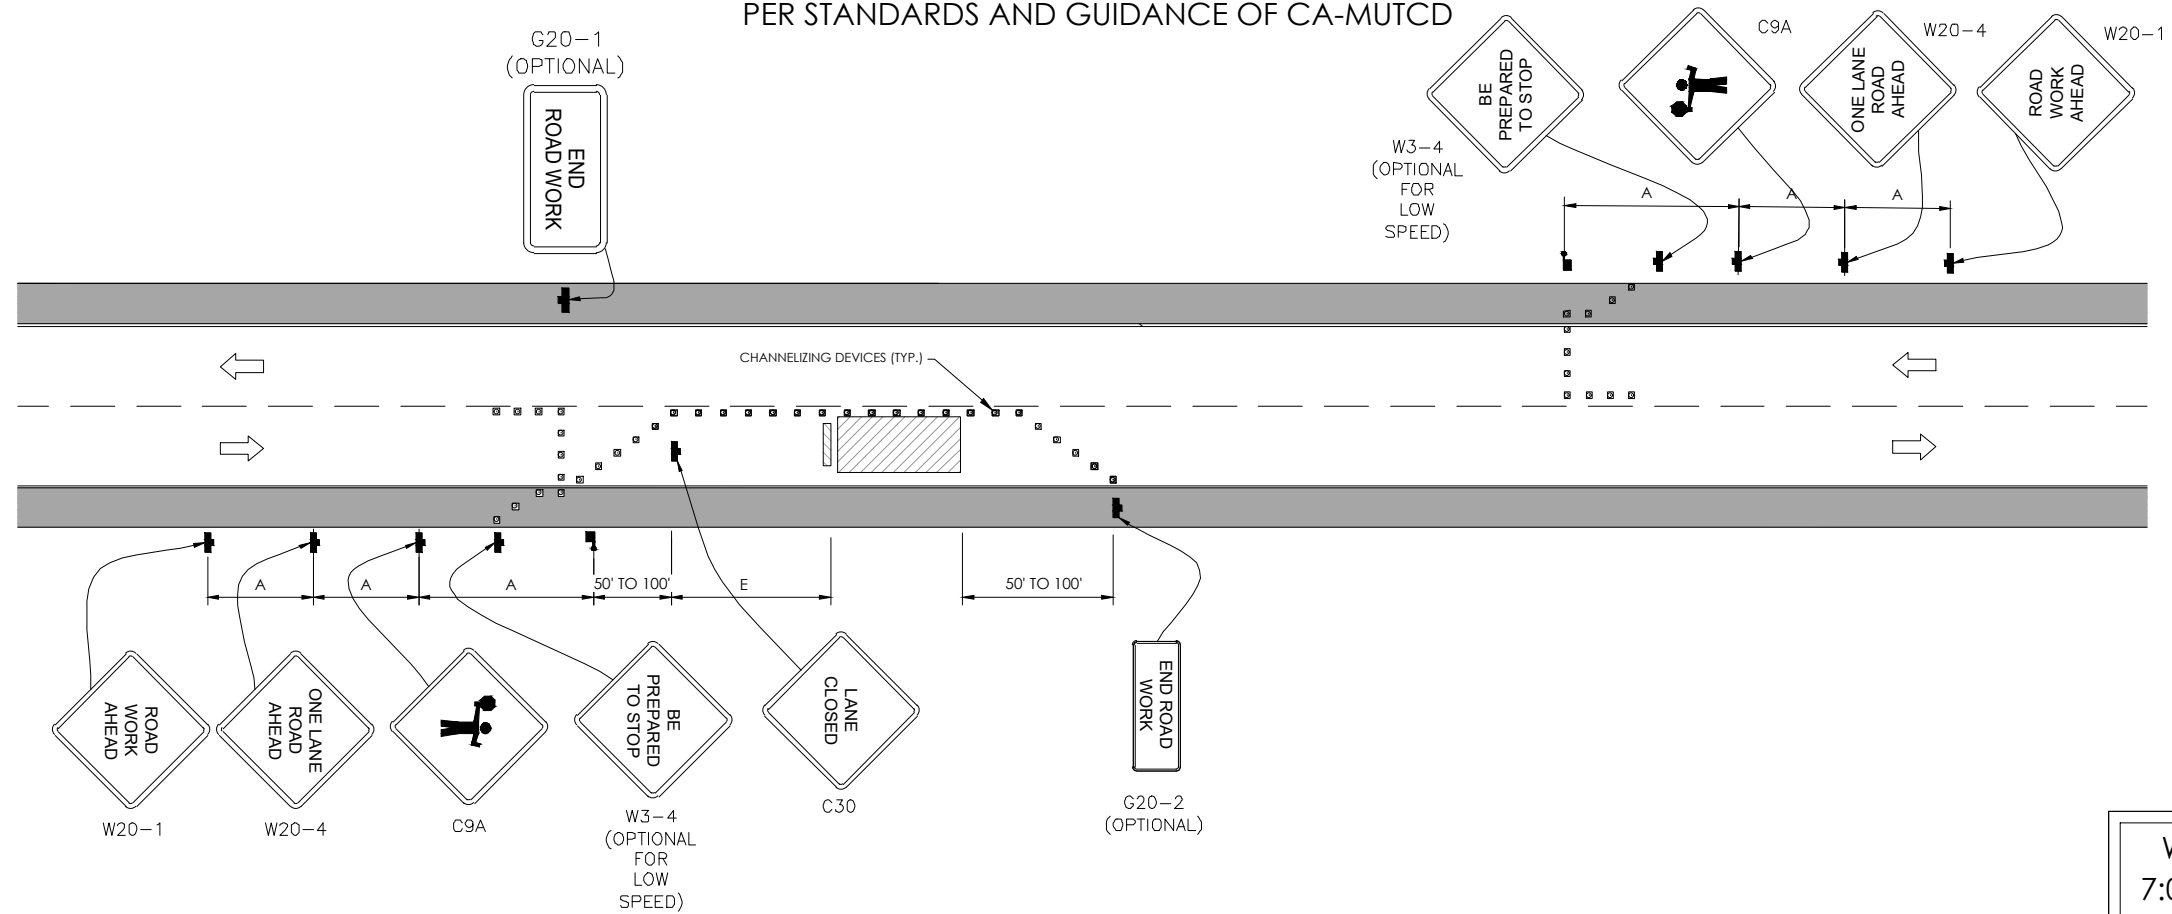 PER STANDARDS AND GUIDANCE OF CA-MUTCD
G20-1
(OPTIONAL)
END
ROAD WORK
BE
PREPARED
TO STOP
W3-4
(OPTIONAL
FOR
LOW
SPEED)
C9A
ONE LANE
ROAD
AHEAD
W20-4
ROAD
WORK
AHEAD
W20-1
A
A
A
CHANNELIZING DEVICES (TYP.)
A
A
A
50' TO 100'
E
50' TO 100'
ROAD
WORK
AHEAD
W20-1
ONE LANE
ROAD
AHEAD
W20-4
C9A
BE
PREPARED
TO STOP
W3-4
(OPTIONAL
FOR
LOW
SPEED)
LANE
CLOSED
C30
END ROAD
WORK
G20-2
(OPTIONAL)